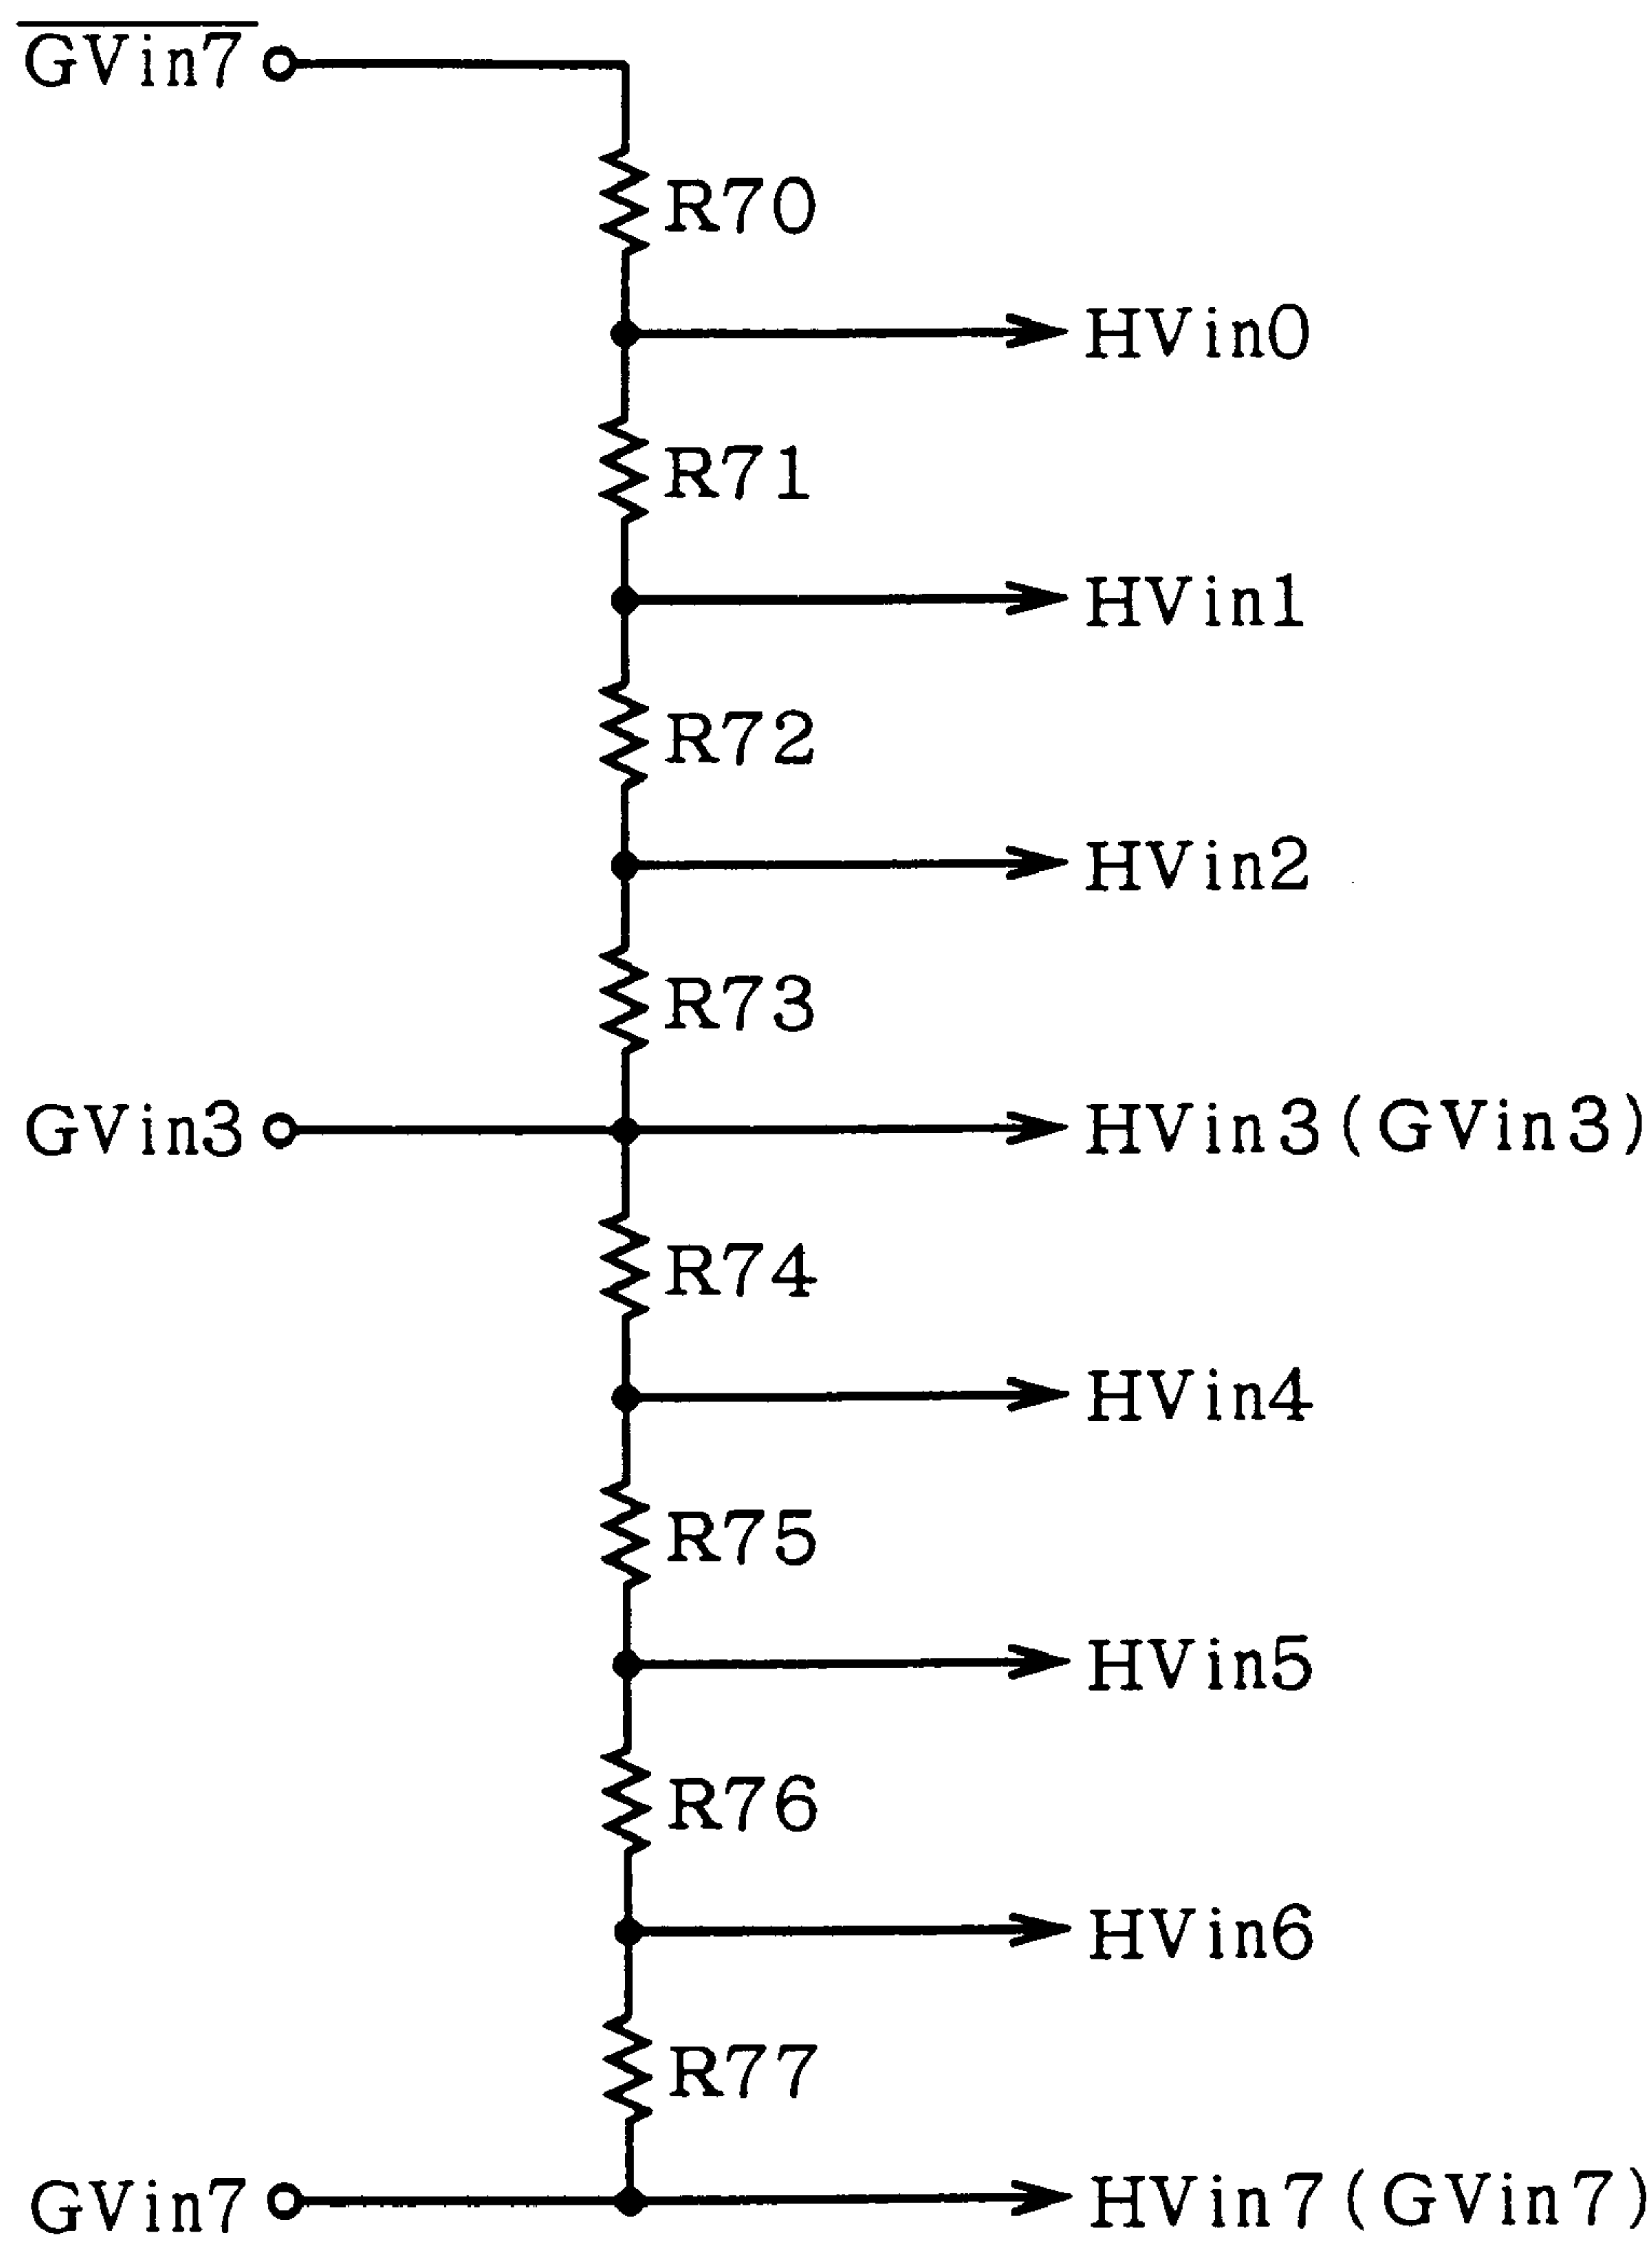 GVin7
R70
HVin0
R71
HVin1
R72
HVin2
R73
GVin3 HVin3(GVin3)
R74
HVin4
R75
HVin5
R76
HVin6
R77
GVin7 HVin7(GVin7)